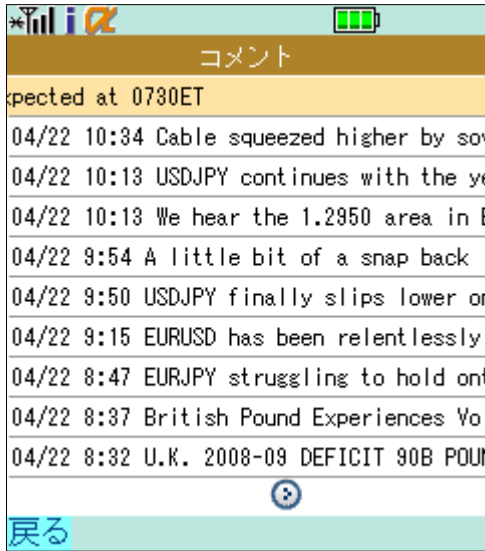 コメント
pected at 0730ET
04/22 10:34 Cable squeezed higher by
04/22 10:13 USDJPY continues with the
04/22 10:13 We hear the 1.2950 area in
04/22 9:54 A little bit of a snap back
04/22 9:50 USDJPY finally slips lower
04/22 9:15 EURUSD has been relentlessly
04/22 8:47 EURJPY struggling to hold
04/22 8:37 British Pound Experiences Vo
04/22 8:32 U.K. 2008-09 DEFICIT 90B POUN
戻る